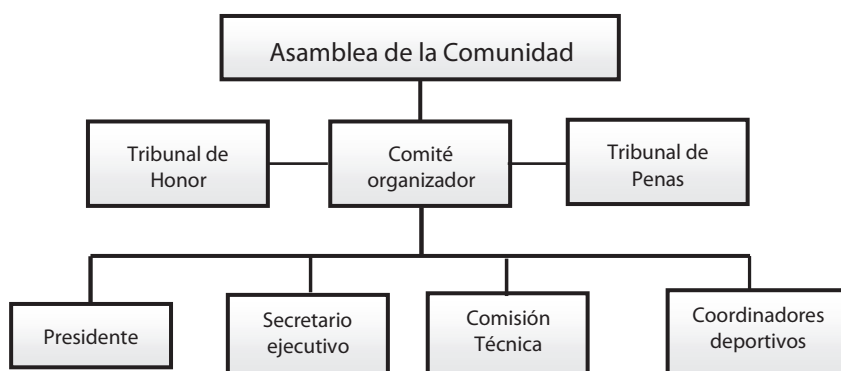 Asamblea de la Comunidad
Tribunal de
Honor
Comité
organizador
Tribunal de
Penas
Presidente
Secretario
ejecutivo
Comisión
Técnica
Coordinadores
deportivos